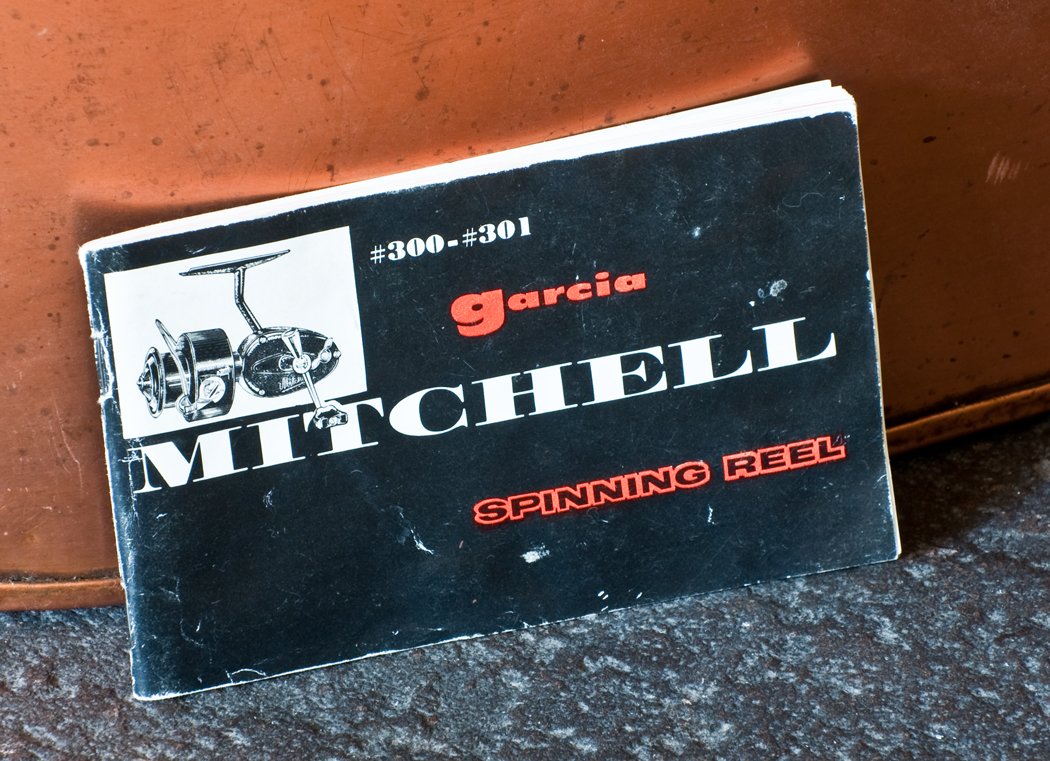 #300-#301
garcia
MITCHELL
SPINNING REEL